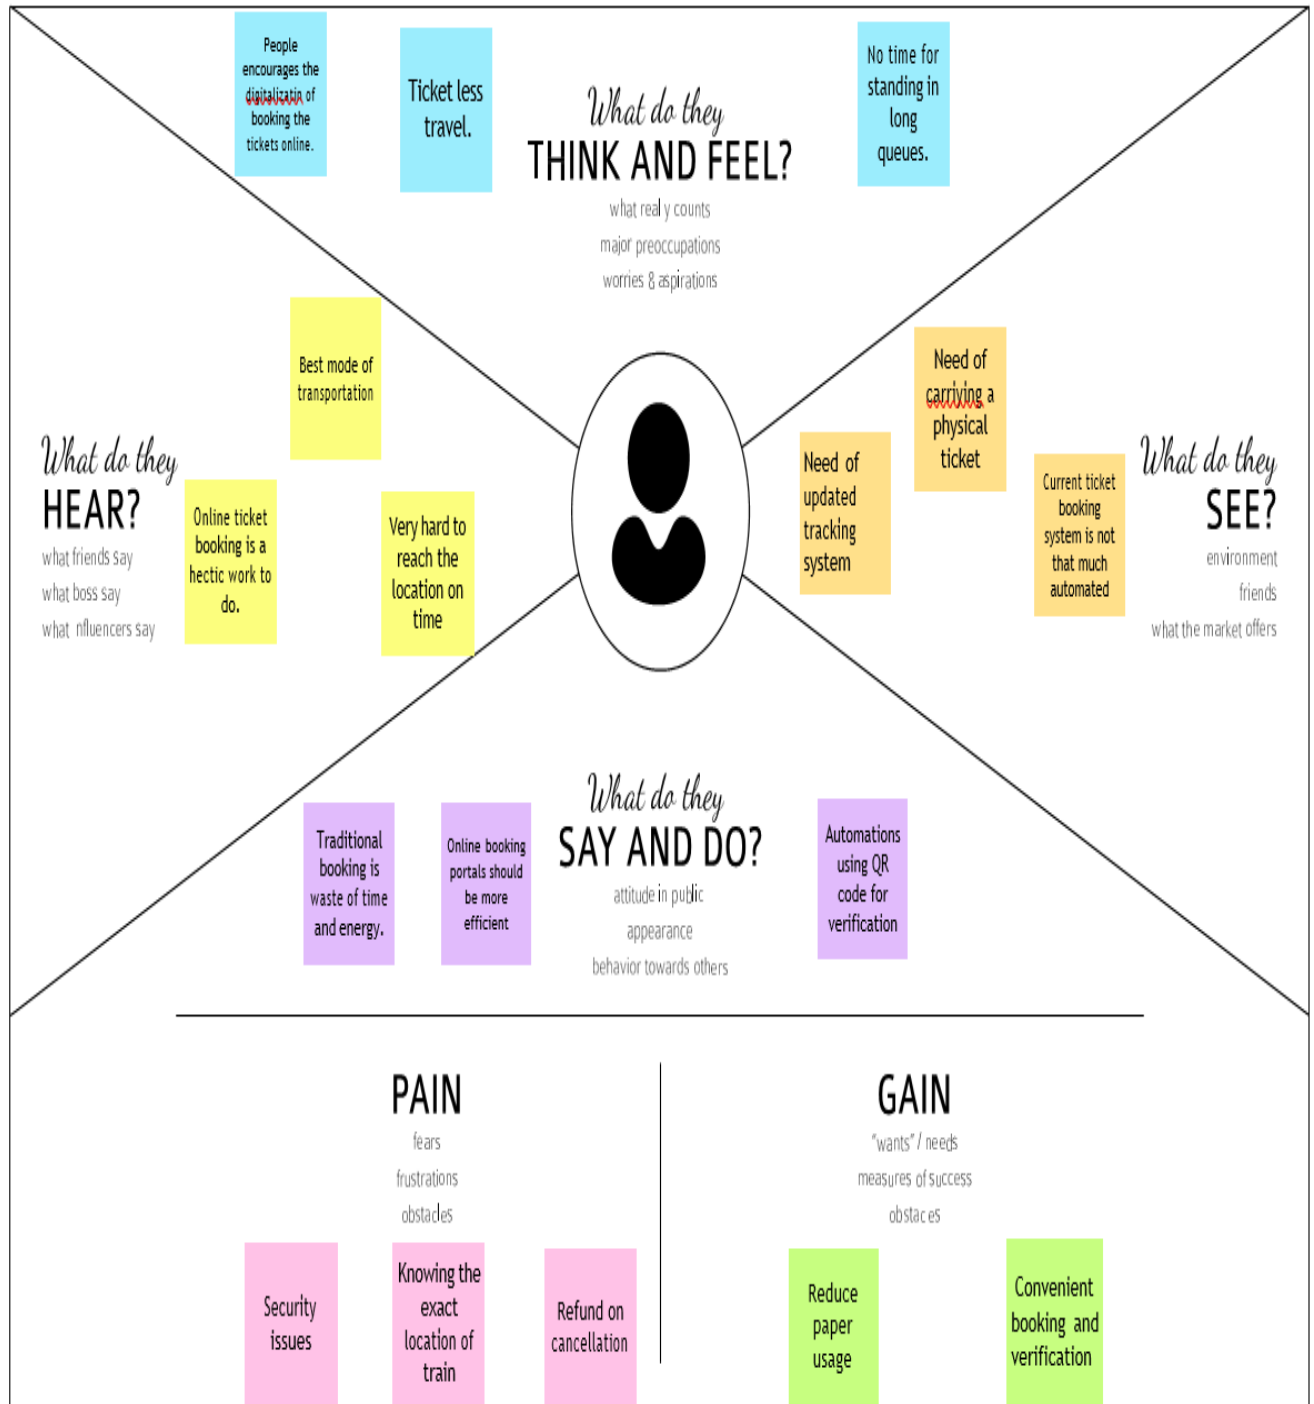 People
encourages the
digitalizatin of
booking the
tickets online.
Ticket less
travel.
What do they
THINK AND FEEL?
what real y counts
major preoccupations
worries & aspirations
No time for
standing in
long
queues.
What do they
HEAR?
what friends say
what boss say
what nfluencers say
Best mode of
transportation
Online ticket
booking is a
hectic work to
do.
Very hard to
reach the
location on
time
Need of
updated
tracking
system
Need of
carriying a
physical
ticket
Current ticket
booking
system is not
that much
automated
What do they
SEE?
environment
friends
what the market offers
Traditional
booking is
waste of time
and energy.
Online booking
portals should
be more
efficient
What do they
SAY AND DO?
attitude in public
appearance
behavior towards others
Automations
using QR
code for
verification
PAIN
fears
frustrations
obstacles
Security
issues
Knowing the
exact
location of
train
Refund on
cancellation
GAIN
"wants" / needs
measures of success
obstac es
Reduce
paper
usage
Convenient
booking and
verification